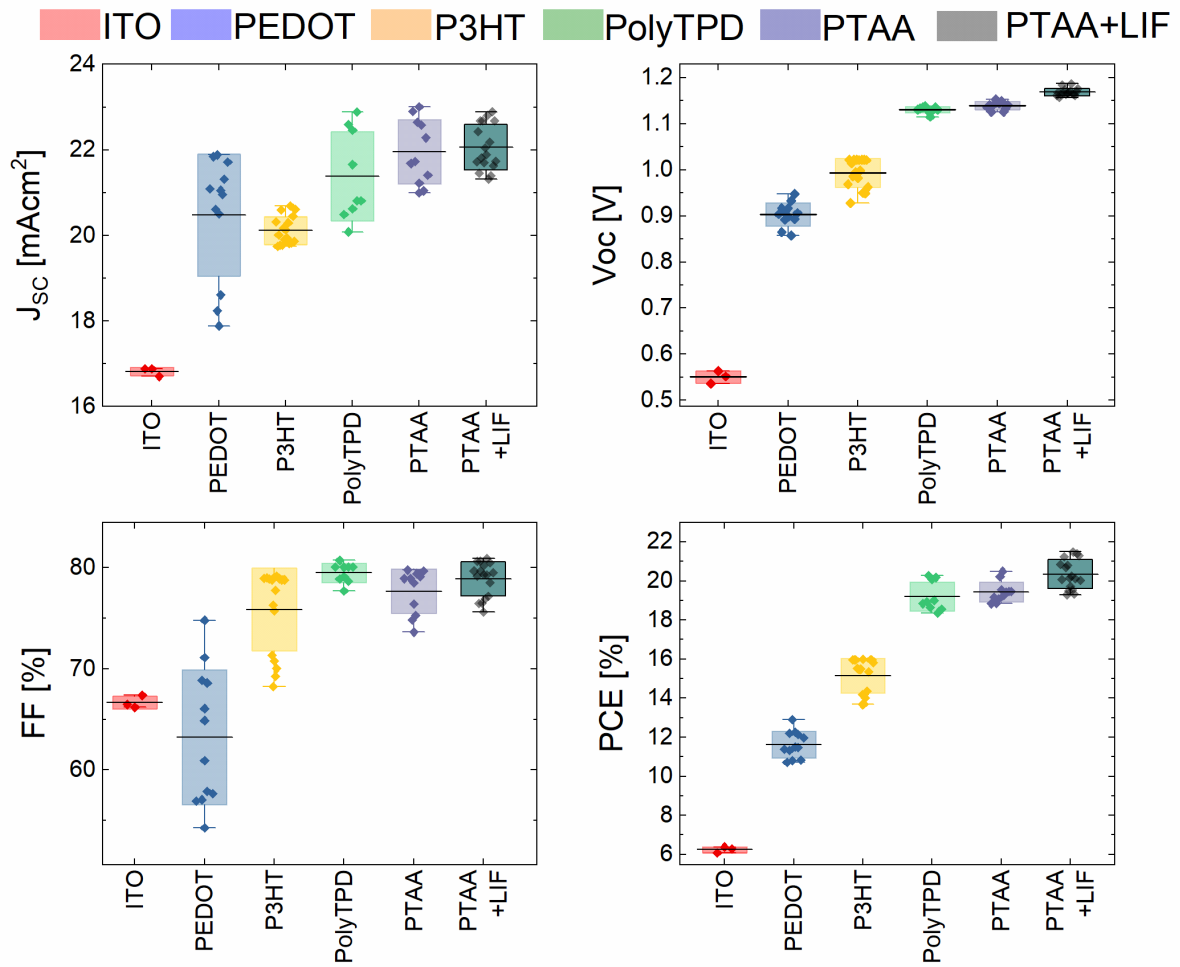 ITO PEDOT P3HT PolyTPD PTAA PTAA+LIF
24
22
20
18
16
J_SC [mAcm²]
ITO
PEDOT
P3HT
PolyTPD
PTAA
PTAA
+LIF
1.2
1.1
1.0
0.9
0.8
0.7
0.6
0.5
Voc [V]
ITO
PEDOT
P3HT
PolyTPD
PTAA
PTAA
+LIF
80
70
60
FF [%]
ITO
PEDOT
P3HT
PolyTPD
PTAA
PTAA
+LIF
22
20
18
16
14
12
10
8
6
PCE [%]
ITO
PEDOT
P3HT
PolyTPD
PTAA
PTAA
+LIF